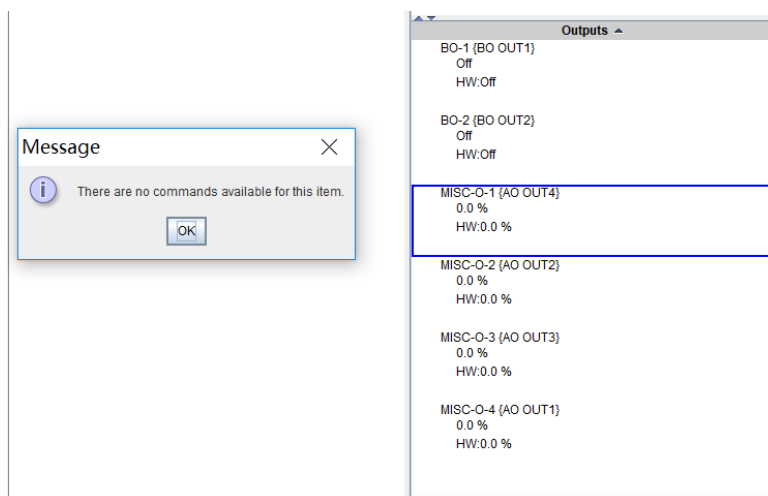 Outputs
BO-1 {BO OUT1}
Off
HW:Off
BO-2 {BO OUT2}
Off
HW:Off
Message
There are no commands available for this item.
OK
MISC-O-1 {AO OUT4}
0.0 %
HW:0.0 %
MISC-O-2 {AO OUT2}
0.0 %
HW:0.0 %
MISC-O-3 {AO OUT3}
0.0 %
HW:0.0 %
MISC-O-4 {AO OUT1}
0.0 %
HW:0.0 %